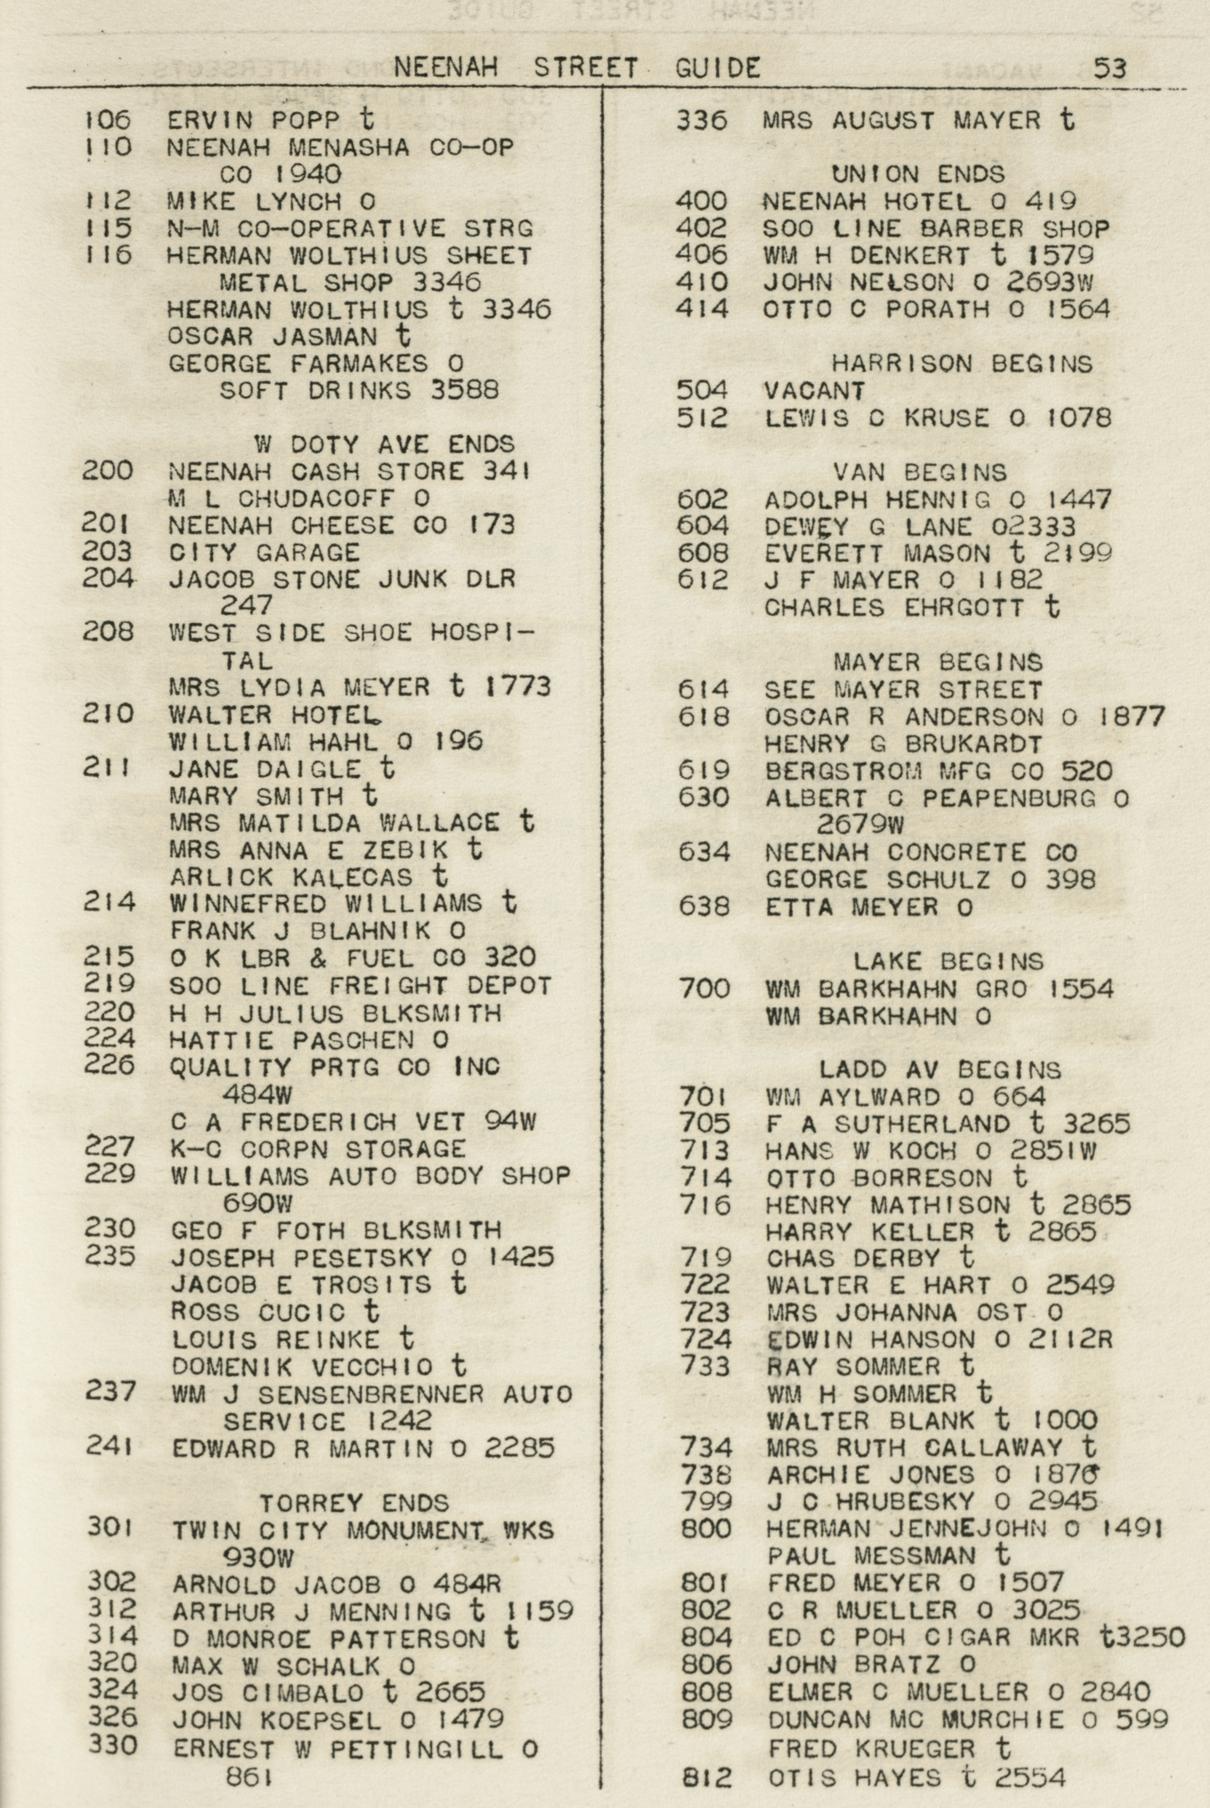 NEENAH STREET GUIDE 53
106 ERVIN POPP t
110 NEENAH MENASHA CO-OP
CO 1940
112 MIKE LYNCH O
115 N-M CO-OPERATIVE STRG
116 HERMAN WOLTHIUS SHEET
METAL SHOP 3346
HERMAN WOLTHIUS t 3346
OSCAR JASMAN t
GEORGE FARMAKES O
SOFT DRINKS 3588
W DOTY AVE ENDS
200 NEENAH CASH STORE 341
M L CHUDACOFF O
201 NEENAH CHEESE CO 173
203 CITY GARAGE
204 JACOB STONE JUNK DLR
247
208 WEST SIDE SHOE HOSPI-
TAL
MRS LYDIA MEYER t 1773
210 WALTER HOTEL
WILLIAM HAHL O 196
211 JANE DAIGLE t
MARY SMITH t
MRS MATILDA WALLACE t
MRS ANNA E ZEBIK t
ARLICK KALECAS t
214 WINNEFRED WILLIAMS t
FRANK J BLAHNIK O
215 O K LBR & FUEL CO 320
219 SOO LINE FREIGHT DEPOT
220 H H JULIUS BLKSMITH
224 HATTIE PASCHEN O
226 QUALITY PRTG CO INC
484W
C A FREDERICH VET 94W
227 K-C CORPN STORAGE
229 WILLIAMS AUTO BODY SHOP
690W
230 GEO F FOTH BLKSMITH
235 JOSEPH PESETSKY O 1425
JACOB E TROSITS t
ROSS CUCIC t
LOUIS REINKE t
DOMENIK VECCHIO t
237 WM J SENSENBRENNER AUTO
SERVICE 1242
241 EDWARD R MARTIN O 2285
TORREY ENDS
301 TWIN CITY MONUMENT WKS
930W
302 ARNOLD JACOB O 484R
312 ARTHUR J MENNING t 1159
314 D MONROE PATTERSON t
320 MAX W SCHALK O
324 JOS CIMBALO t 2665
326 JOHN KOEPSEL O 1479
330 ERNEST W PETTINGILL O
861
336 MRS AUGUST MAYER t
UNION ENDS
400 NEENAH HOTEL O 419
402 SOO LINE BARBER SHOP
406 WM H DENKERT t 1579
410 JOHN NELSON O 2693W
414 OTTO C PORATH O 1564
HARRISON BEGINS
504 VACANT
512 LEWIS C KRUSE O 1078
VAN BEGINS
602 ADOLPH HENNIG O 1447
604 DEWEY G LANE O2333
608 EVERETT MASON t 2199
612 J F MAYER O 1182
CHARLES EHRGOTT t
MAYER BEGINS
614 SEE MAYER STREET
618 OSCAR R ANDERSON O 1877
HENRY G BRUKARDT
619 BERGSTROM MFG CO 520
630 ALBERT C PEAPENBURG O
2679W
634 NEENAH CONCRETE CO
GEORGE SCHULZ O 398
638 ETTA MEYER O
LAKE BEGINS
700 WM BARKHAHN GRO 1554
WM BARKHAHN O
LADD AV BEGINS
701 WM AYLWARD O 664
705 F A SUTHERLAND t 3265
713 HANS W KOCH O 2851W
714 OTTO BORRESON t
716 HENRY MATHISON t 2865
HARRY KELLER t 2865
719 CHAS DERBY t
722 WALTER E HART O 2549
723 MRS JOHANNA OST O
724 EDWIN HANSON O 2112R
733 RAY SOMMER t
WM H SOMMER t
WALTER BLANK t 1000
734 MRS RUTH CALLAWAY t
738 ARCHIE JONES O 1876
799 J C HRUBESKY O 2945
800 HERMAN JENNEJOHN O 1491
PAUL MESSMAN t
801 FRED MEYER O 1507
802 C R MUELLER O 3025
804 ED C POH CIGAR MKR t3250
806 JOHN BRATZ O
808 ELMER C MUELLER O 2840
809 DUNCAN MC MURCHIE O 599
FRED KRUEGER t
812 OTIS HAYES t 2554